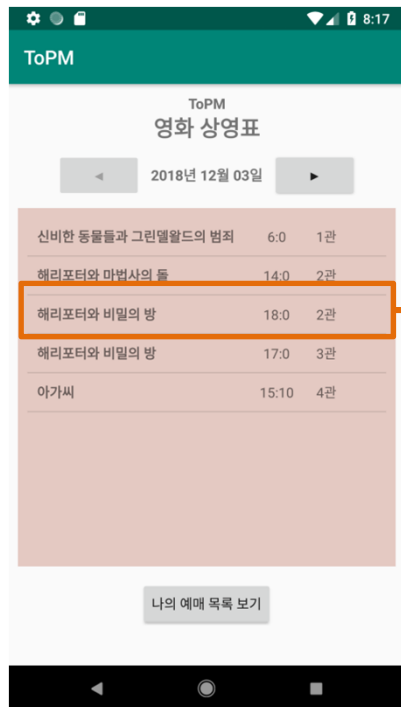 8:17
ToPM
ToPM
영화 상영표
◄ 2018년 12월 03일 ►
신비한 동물들과 그린델왈드의 범죄 6:0 1관
해리포터와 마법사의 돌 14:0 2관
해리포터와 비밀의 방 18:0 2관
해리포터와 비밀의 방 17:0 3관
아가씨 15:10 4관
나의 예매 목록 보기